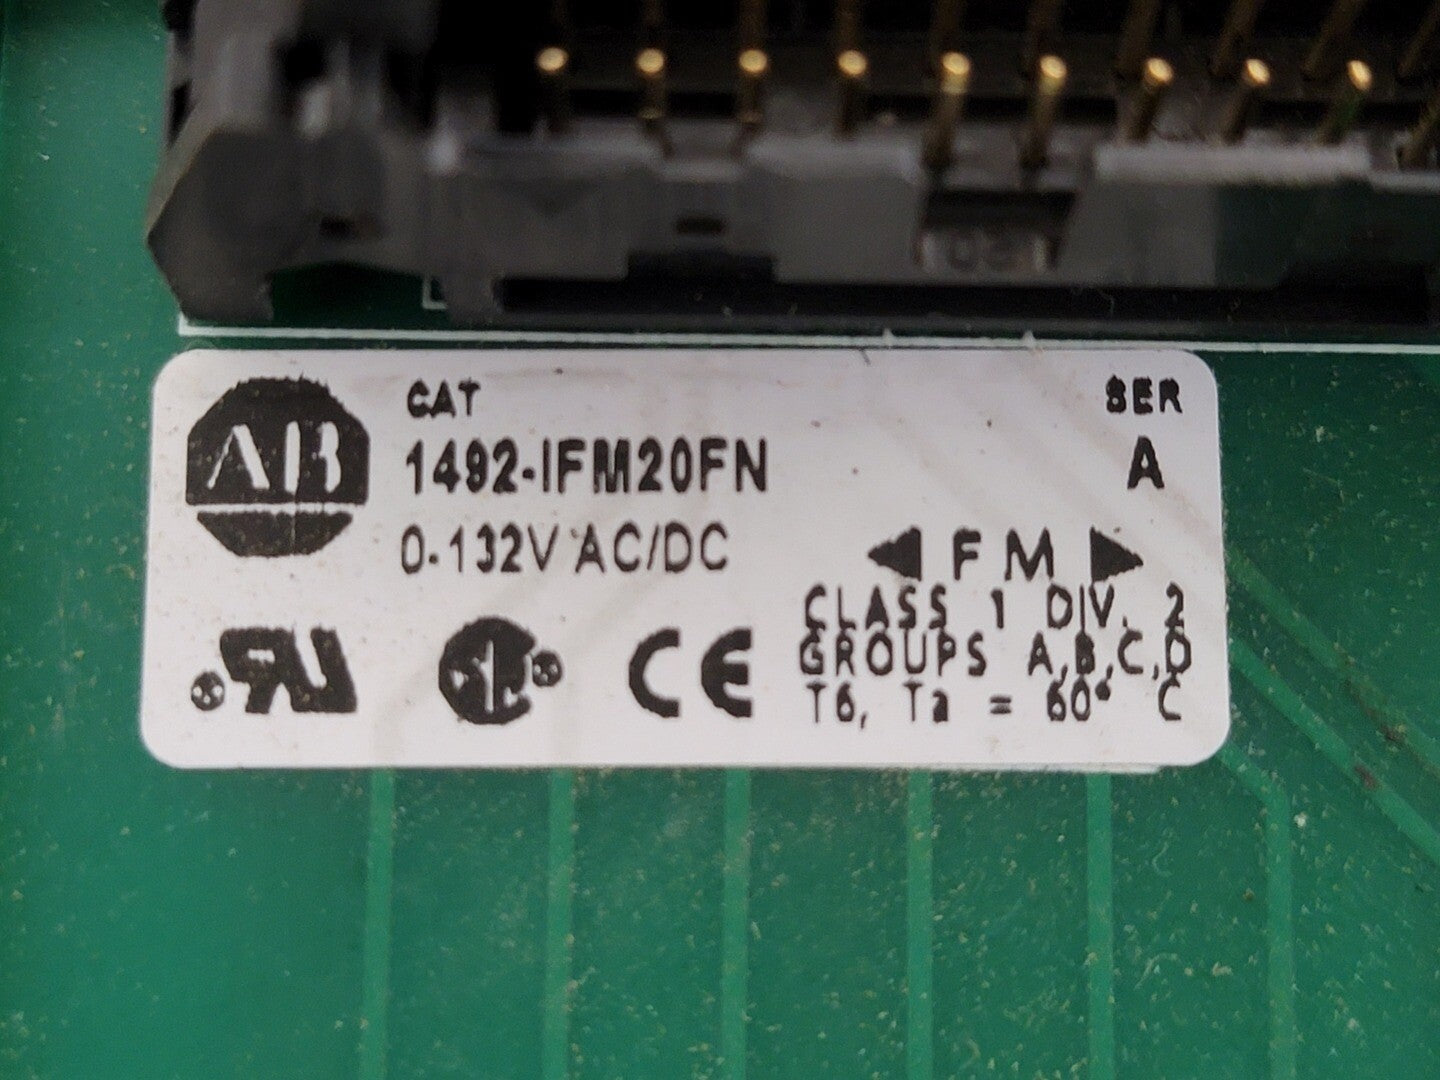 AB
CAT
SER
1492-IFM20FN
A
0-132V AC/DC
FM
CLASS 1 DIV. 2
GROUPS A,B,C,D
T6, Ta = 60° C
CE